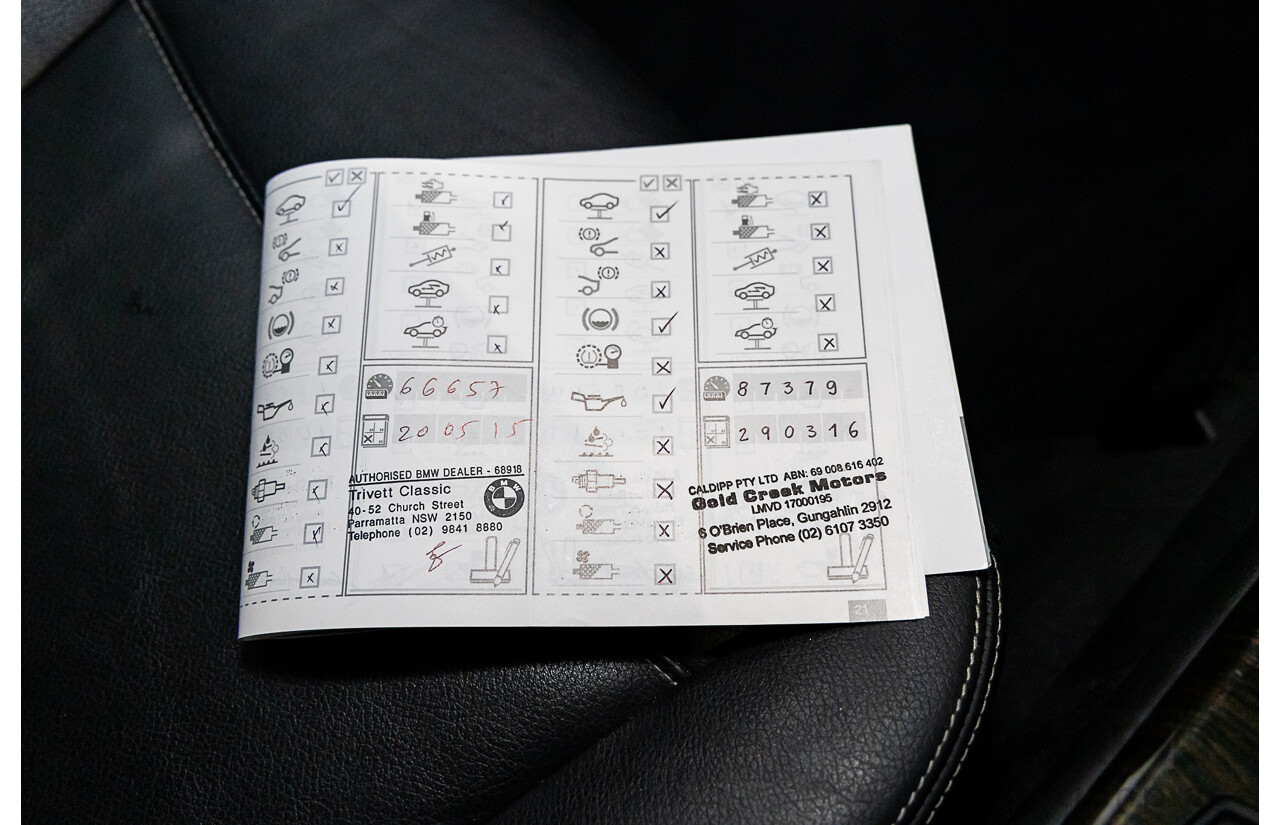 66657
200515
AUTHORISED BMW DEALER - 68918
Trivett Classic
40-52 Church Street
Parramatta NSW 2150
Telephone (02) 9841 8880
BMW
87379
290316
CALDIPP PTY LTD ABN: 69 008 616 402
Gold Creek Motors
LMVD 17000195
6 O'Brien Place, Gungahlin 2912
Service Phone (02) 6107 3350
21